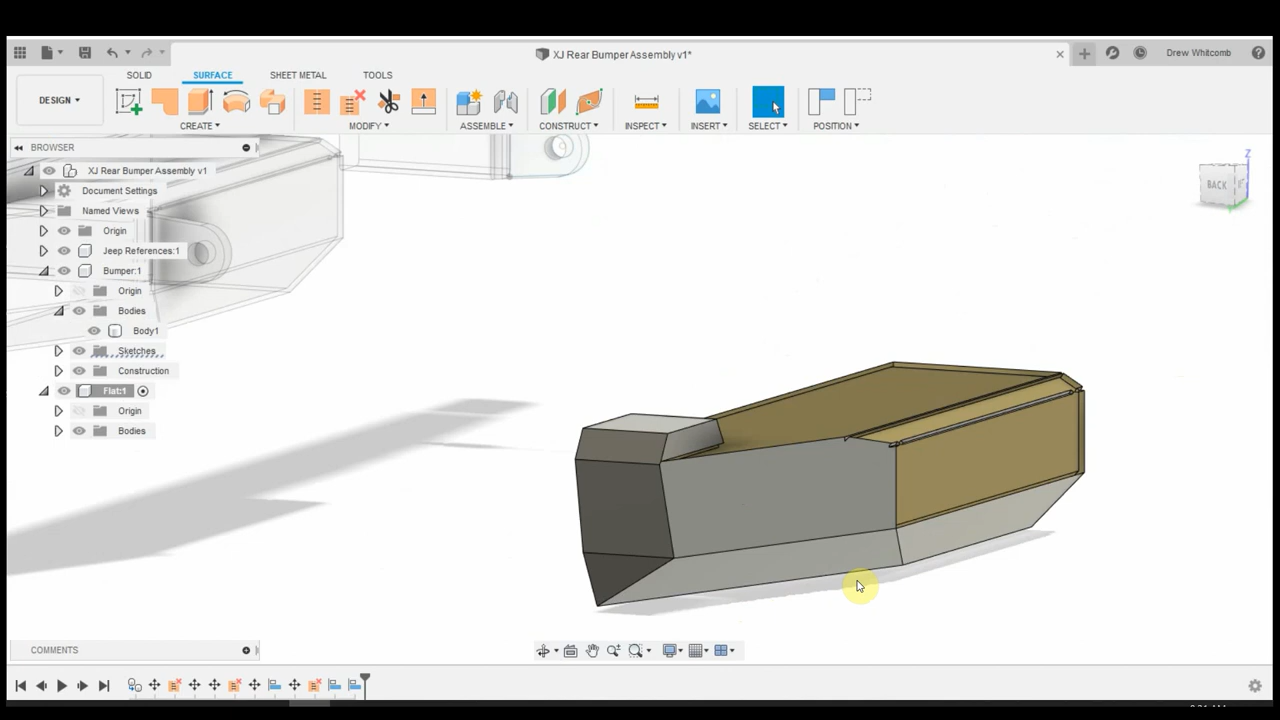 XJ Rear Bumper Assembly v1*
Drew Whitcomb
DESIGN
SOLID
SURFACE
SHEET METAL
TOOLS
CREATE
MODIFY
ASSEMBLE
CONSTRUCT
INSPECT
INSERT
SELECT
POSITION
BROWSER
XJ Rear Bumper Assembly v1
Document Settings
Named Views
Origin
Jeep References:1
Bumper:1
Origin
Bodies
Body1
Sketches
Construction
Flat:1
Origin
Bodies
BACK
Z
COMMENTS